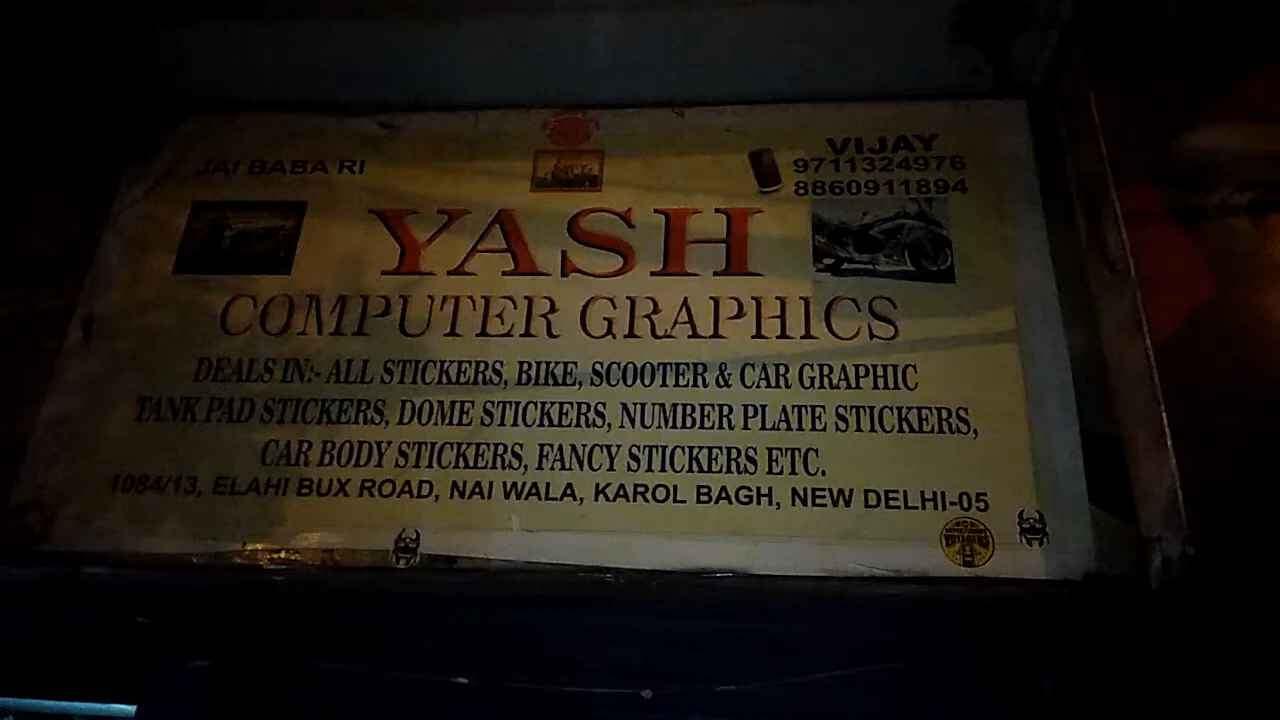 JAI BABA RI
VIJAY
9711324976
8860911894
YASH
COMPUTER GRAPHICS
DEALS IN:- ALL STICKERS, BIKE, SCOOTER & CAR GRAPHIC
TANK PAD STICKERS, DOME STICKERS, NUMBER PLATE STICKERS,
CAR BODY STICKERS, FANCY STICKERS ETC.
1084/13, ELAHI BUX ROAD, NAI WALA, KAROL BAGH, NEW DELHI-05
VOYAGERS